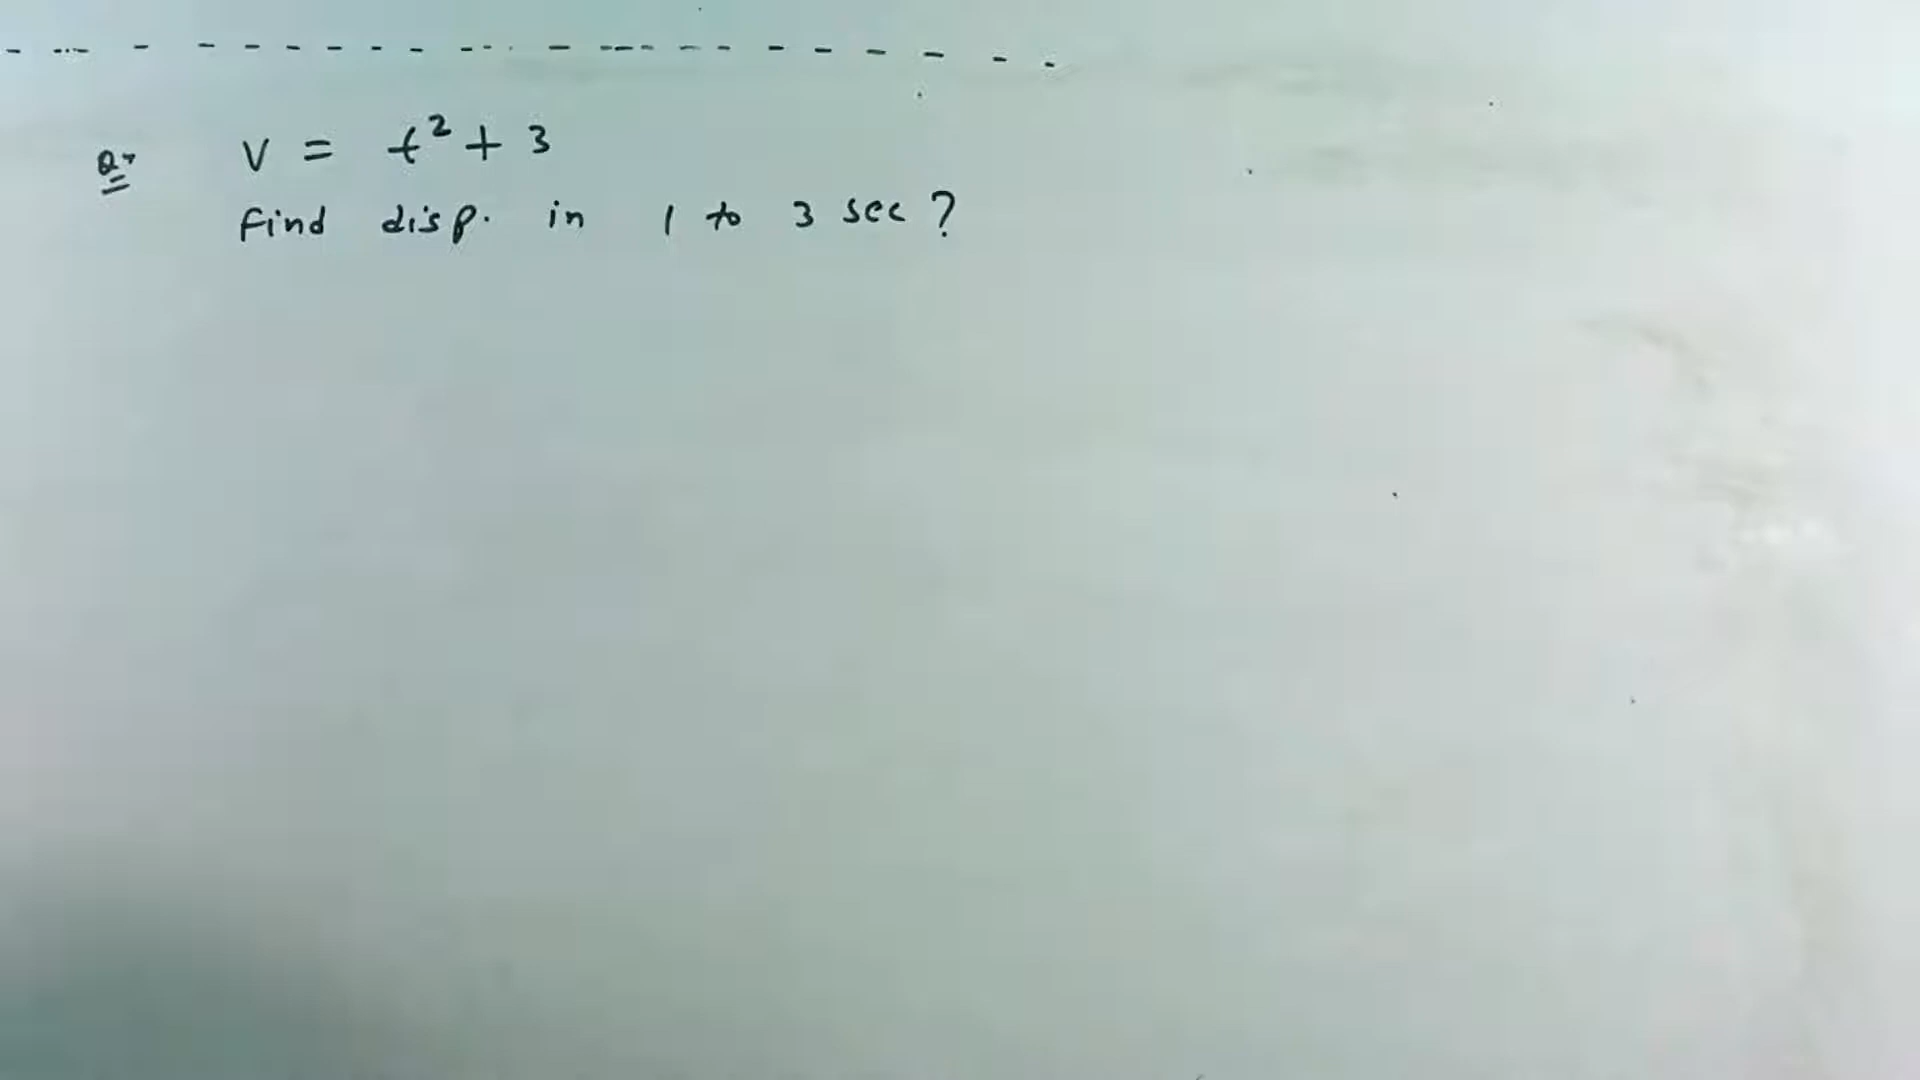 Q. v = t² + 3
Find disp. in 1 to 3 sec?